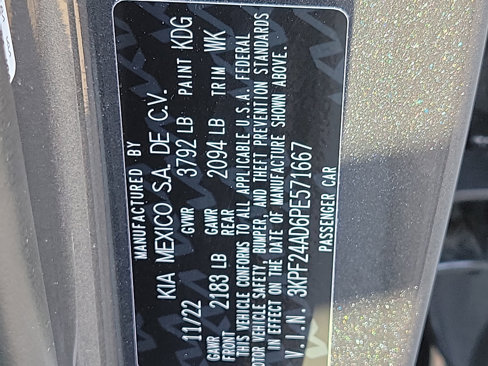 MANUFACTURED BY
KIA MEXICO S.A. DE C.V.
11/22 GVWR 3792 LB PAINT KDG
GAWR FRONT 2183 LB GAWR REAR 2094 LB TRIM WK
THIS VEHICLE CONFORMS TO ALL APPLICABLE U.S.A. FEDERAL
MOTOR VEHICLE SAFETY, BUMPER, AND THEFT PREVENTION STANDARDS
IN EFFECT ON THE DATE OF MANUFACTURE SHOWN ABOVE.
V.I.N. 3KPF24AD6PE571667
PASSENGER CAR